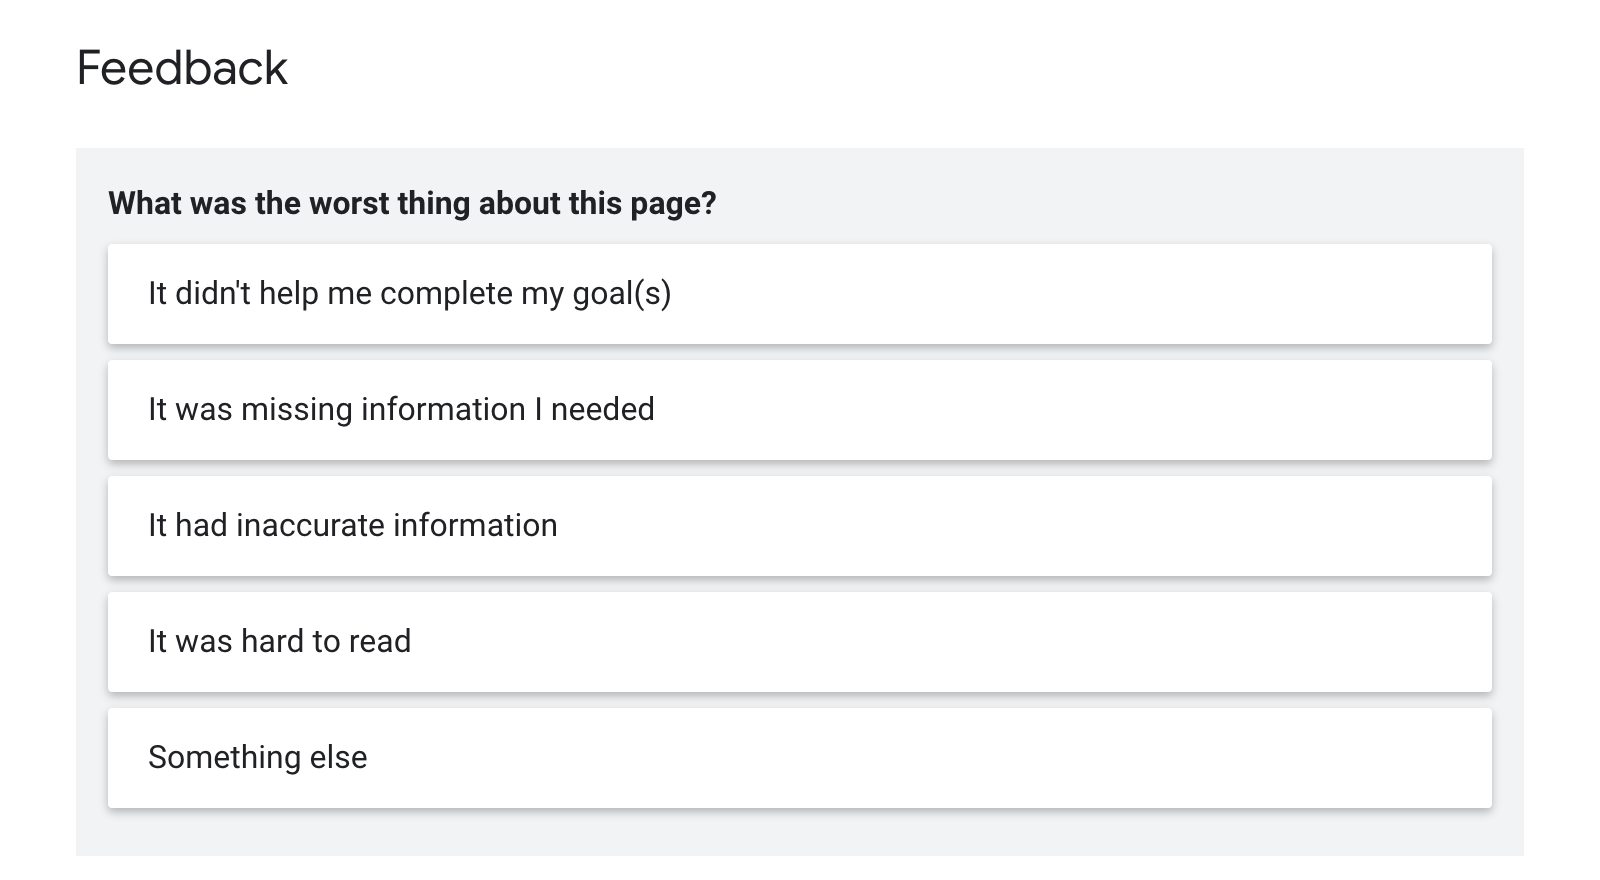 Feedback
What was the worst thing about this page?
It didn't help me complete my goal(s)
It was missing information I needed
It had inaccurate information
It was hard to read
Something else